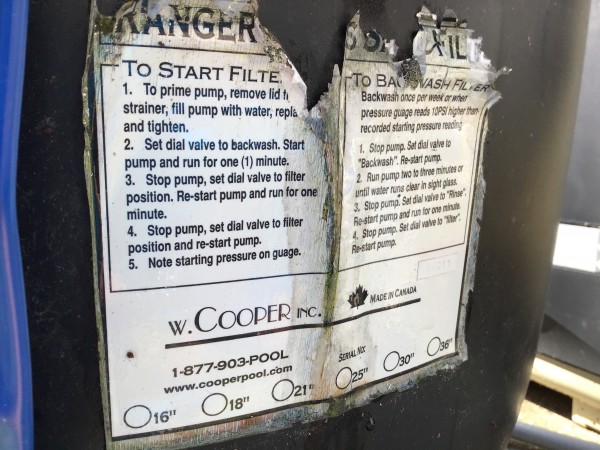 RANGER
TO START FILTE
1. To prime pump, remove lid t
strainer, fill pump with water, repla
and tighten.
2. Set dial valve to backwash. Start
pump and run for one (1) minute.
3. Stop pump, set dial valve to filter
position. Re-start pump and run for one
minute.
4. Stop pump, set dial valve to filter
position and re-start pump.
5. Note starting pressure on guage.
TO BACKWASH FILTER
Backwash once per week or when
pressure guage reads 10PSI higher than
recorded starting pressure reading
1. Stop pump. Set dial valve to
"Backwash". Re-start pump.
2. Run pump two to three minutes or
until water runs clear in sight glass.
3. Stop pump. Set dial valve to "Rinse".
Re-start pump and run for one minute.
4. Stop pump. Set dial valve to "filter".
Re-start pump.
W. COOPER INC.
MADE IN CANADA
1-877-903-POOL
www.cooperpool.com
SERIAL NO:
16" 18" 21" 25" 30" 36"